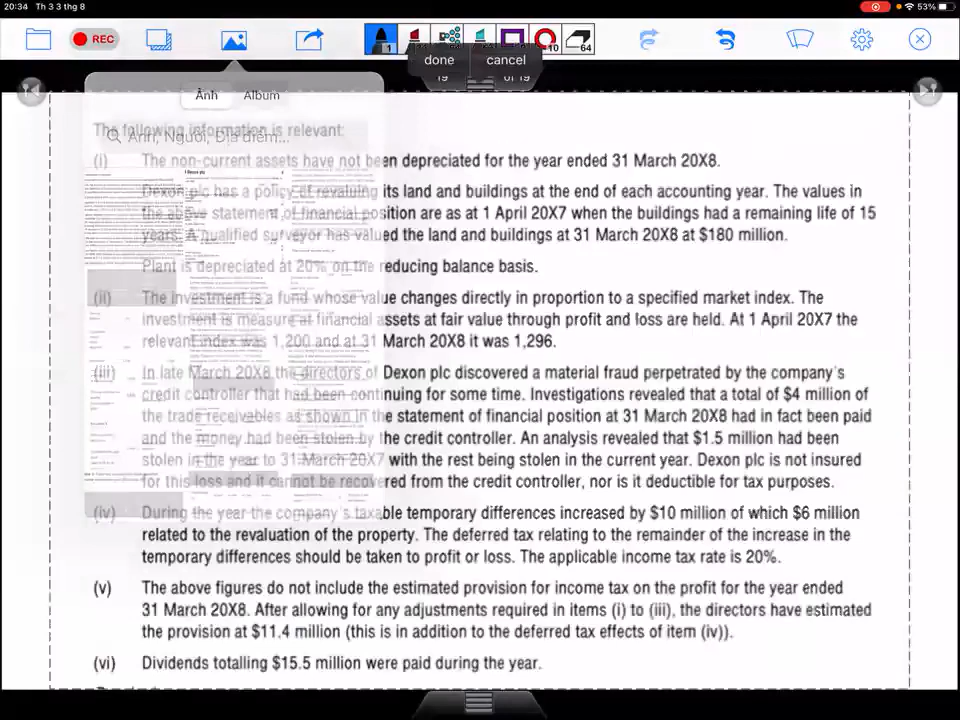 20:34 Th 3 3 thg 8
53%
REC
1
10
64
done cancel
19 of 19
Ảnh Album
Ảnh, Người, Địa điểm...
The following information is relevant:
(i) The non-current assets have not been depreciated for the year ended 31 March 20X8.
Dexon plc has a policy of revaluing its land and buildings at the end of each accounting year. The values in
the above statement of financial position are as at 1 April 20X7 when the buildings had a remaining life of 15
years. A qualified surveyor has valued the land and buildings at 31 March 20X8 at $180 million.
Plant is depreciated at 20% on the reducing balance basis.
(ii) The investment is a fund whose value changes directly in proportion to a specified market index. The
investment is measure at financial assets at fair value through profit and loss are held. At 1 April 20X7 the
relevant index was 1,200 and at 31 March 20X8 it was 1,296.
(iii) In late March 20X8 the directors of Dexon plc discovered a material fraud perpetrated by the company's
credit controller that had been continuing for some time. Investigations revealed that a total of $4 million of
the trade receivables as shown in the statement of financial position at 31 March 20X8 had in fact been paid
and the money had been stolen by the credit controller. An analysis revealed that $1.5 million had been
stolen in the year to 31 March 20X7 with the rest being stolen in the current year. Dexon plc is not insured
for this loss and it cannot be recovered from the credit controller, nor is it deductible for tax purposes.
(iv) During the year the company's taxable temporary differences increased by $10 million of which $6 million
related to the revaluation of the property. The deferred tax relating to the remainder of the increase in the
temporary differences should be taken to profit or loss. The applicable income tax rate is 20%.
(v) The above figures do not include the estimated provision for income tax on the profit for the year ended
31 March 20X8. After allowing for any adjustments required in items (i) to (iii), the directors have estimated
the provision at $11.4 million (this is in addition to the deferred tax effects of item (iv)).
(vi) Dividends totalling $15.5 million were paid during the year.